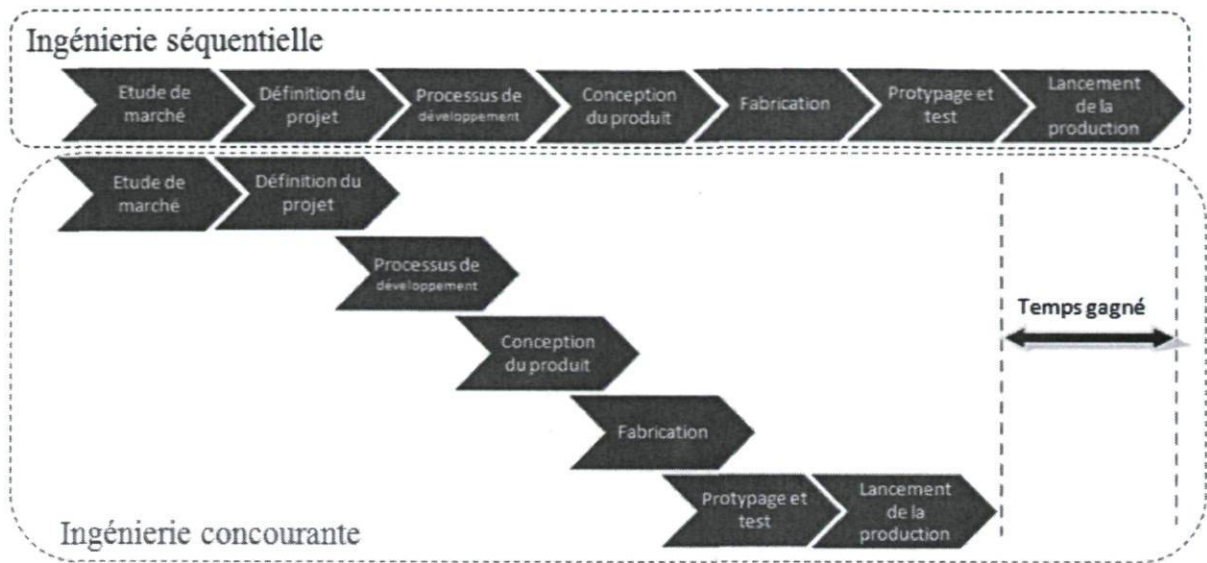 Ingénierie séquentielle
Etude de
marché
Définition du
projet
Processus de
développement
Conception
du produit
Fabrication
Protypage et
test
Lancement
de la
production
Etude de
marché
Définition du
projet
Processus de
développement
Conception
du produit
Fabrication
Protypage et
test
Lancement
de la
production
Temps gagné
Ingénierie concourante